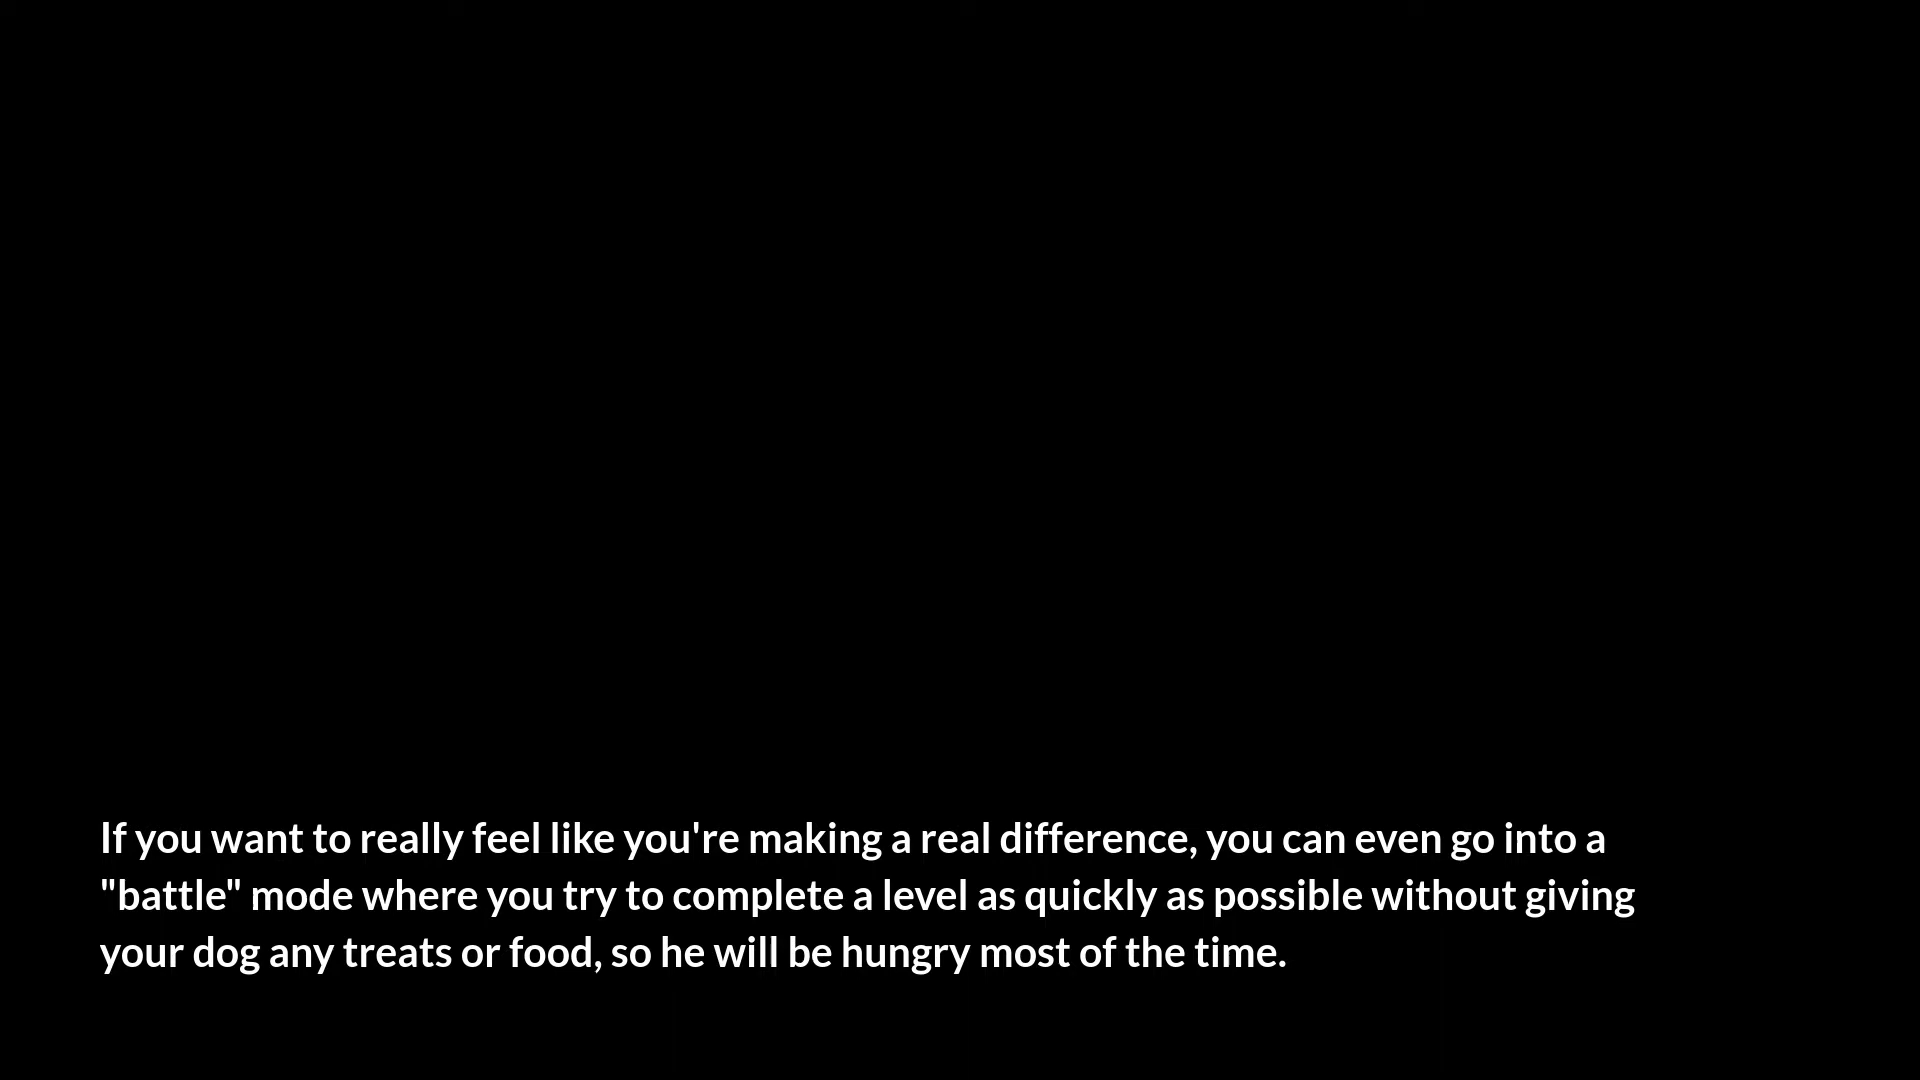 If you want to really feel like you're making a real difference, you can even go into a
"battle" mode where you try to complete a level as quickly as possible without giving
your dog any treats or food, so he will be hungry most of the time.